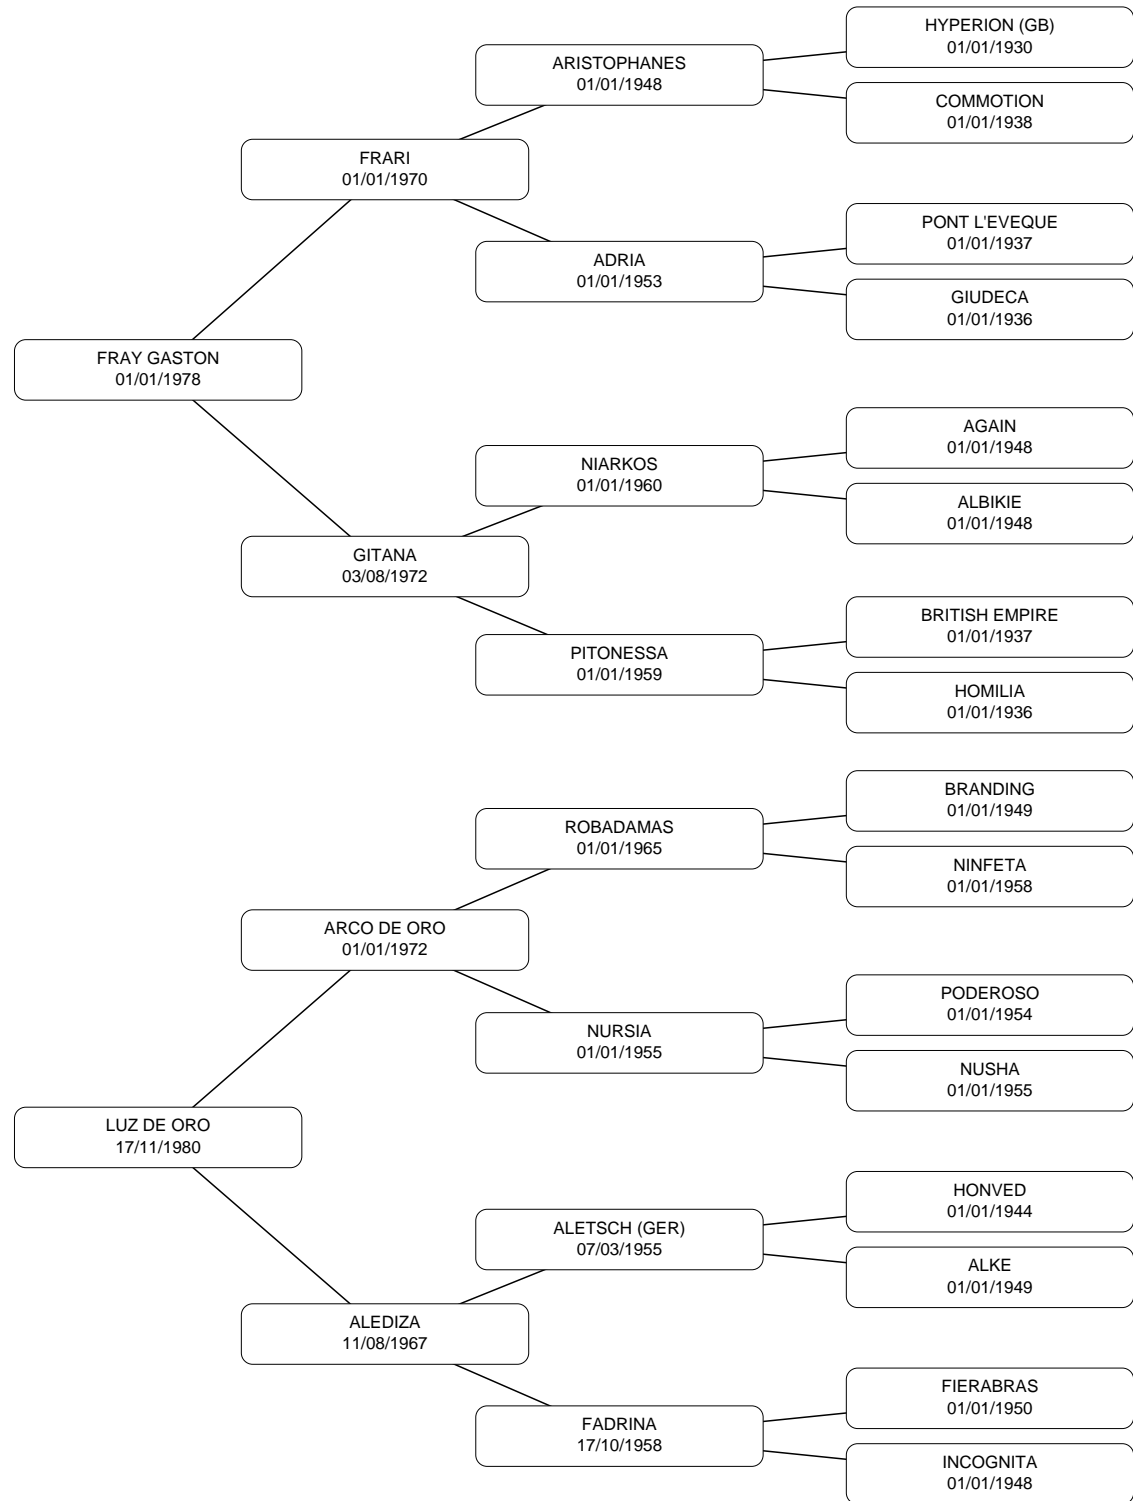 HYPERION (GB)
01/01/1930
ARISTOPHANES
01/01/1948
COMMOTION
01/01/1938
FRARI
01/01/1970
PONT L'EVEQUE
01/01/1937
ADRIA
01/01/1953
GIUDECA
01/01/1936
FRAY GASTON
01/01/1978
AGAIN
01/01/1948
NIARKOS
01/01/1960
ALBIKIE
01/01/1948
GITANA
03/08/1972
BRITISH EMPIRE
01/01/1937
PITONESSA
01/01/1959
HOMILIA
01/01/1936
BRANDING
01/01/1949
ROBADAMAS
01/01/1965
NINFETA
01/01/1958
ARCO DE ORO
01/01/1972
PODEROSO
01/01/1954
NURSIA
01/01/1955
NUSHA
01/01/1955
LUZ DE ORO
17/11/1980
HONVED
01/01/1944
ALETSCH (GER)
07/03/1955
ALKE
01/01/1949
ALEDIZA
11/08/1967
FIERABRAS
01/01/1950
FADRINA
17/10/1958
INCOGNITA
01/01/1948